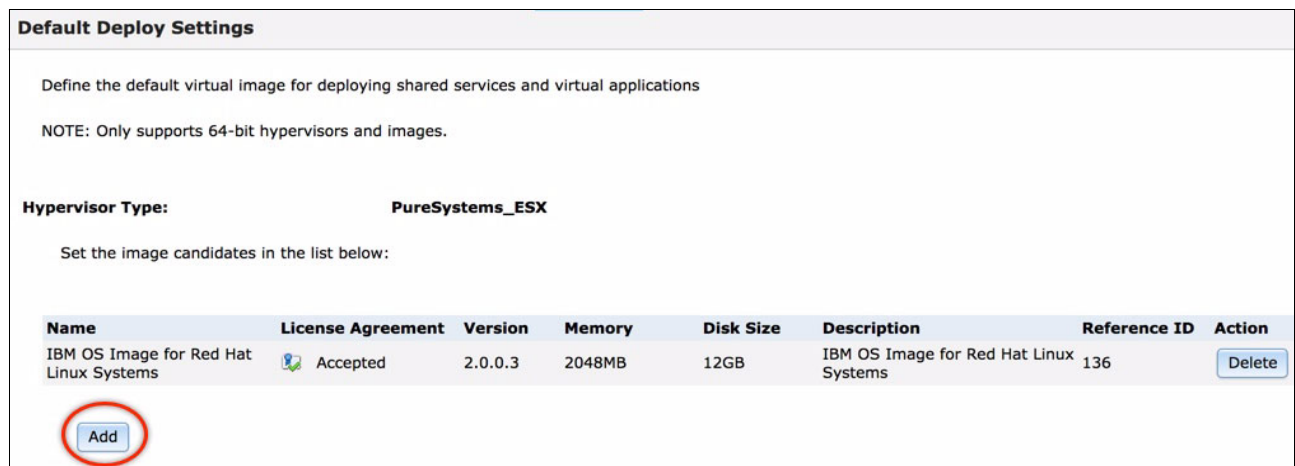 Default Deploy Settings
Define the default virtual image for deploying shared services and virtual applications
NOTE: Only supports 64-bit hypervisors and images.
Hypervisor Type: PureSystems_ESX
Set the image candidates in the list below:
Name License Agreement Version Memory Disk Size Description Reference ID Action
IBM OS Image for Red Hat Linux Systems Accepted 2.0.0.3 2048MB 12GB IBM OS Image for Red Hat Linux Systems 136 Delete
Add